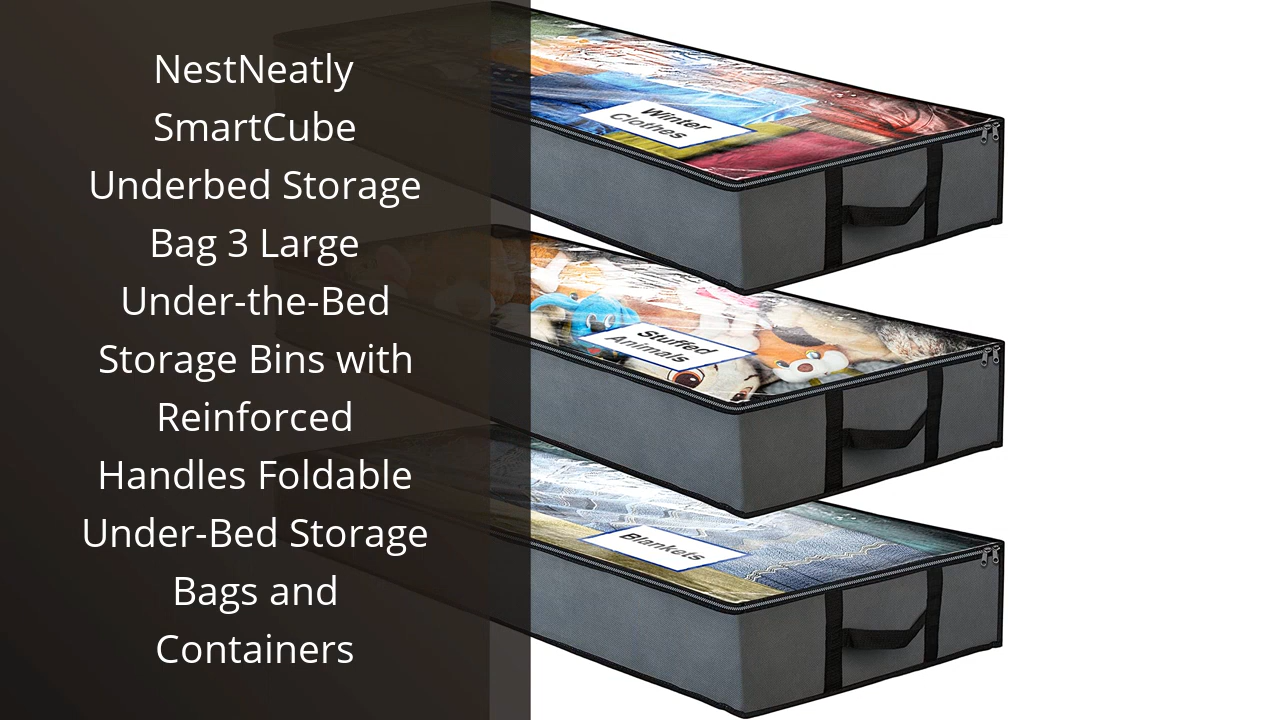 NestNeatly
SmartCube
Underbed Storage
Bag 3 Large
Under-the-Bed
Storage Bins with
Reinforced
Handles Foldable
Under-Bed Storage
Bags and
Containers
Winter
Clothes
Stuffed
Animals
Blankets